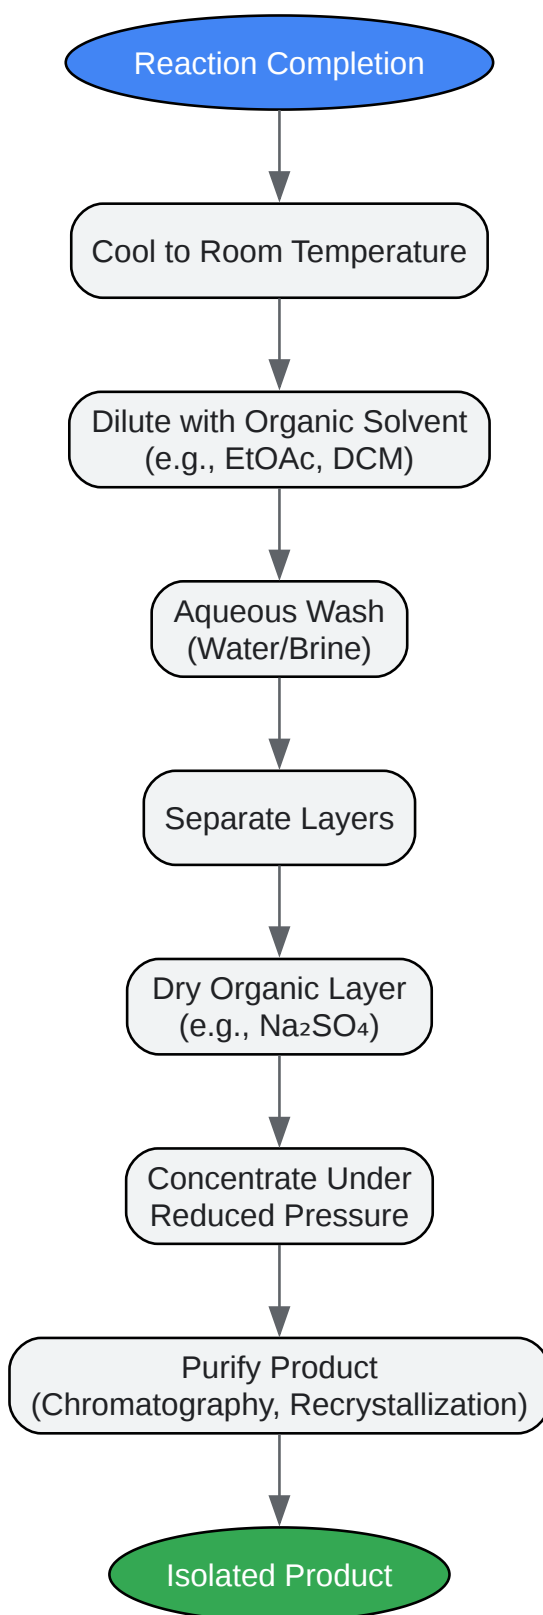 Reaction Completion
Cool to Room Temperature
Dilute with Organic Solvent
(e.g., EtOAc, DCM)
Aqueous Wash
(Water/Brine)
Separate Layers
Dry Organic Layer
(e.g., Na₂SO₄)
Concentrate Under
Reduced Pressure
Purify Product
(Chromatography, Recrystallization)
Isolated Product